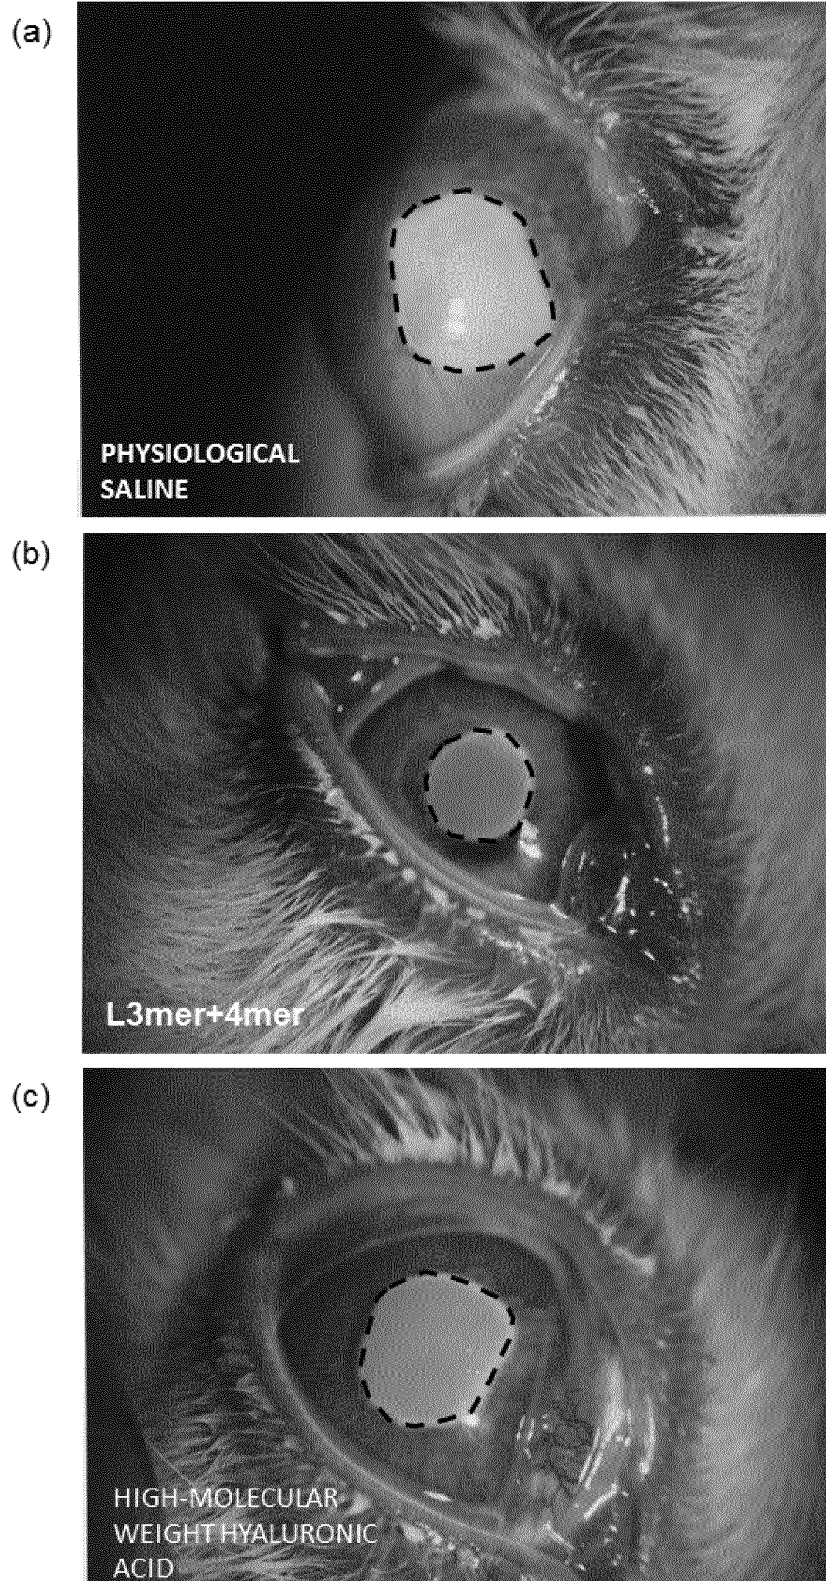 (a)
PHYSIOLOGICAL
SALINE
(b)
L3mer+4mer
(c)
HIGH-MOLECULAR
WEIGHT HYALURONIC
ACID